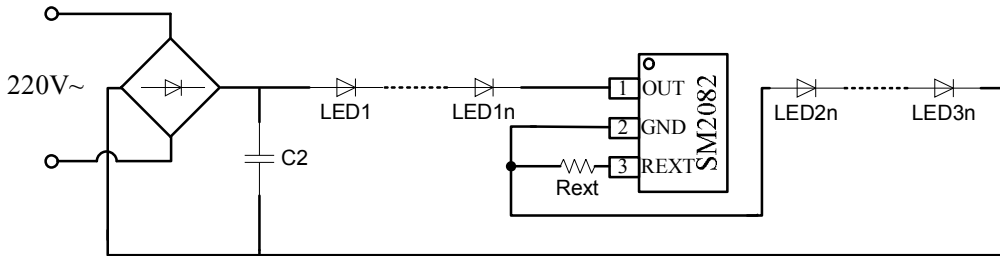 220V~
C2
LED1
LED1n
1 OUT
2 GND
3 REXT
SM2082
Rext
LED2n
LED3n